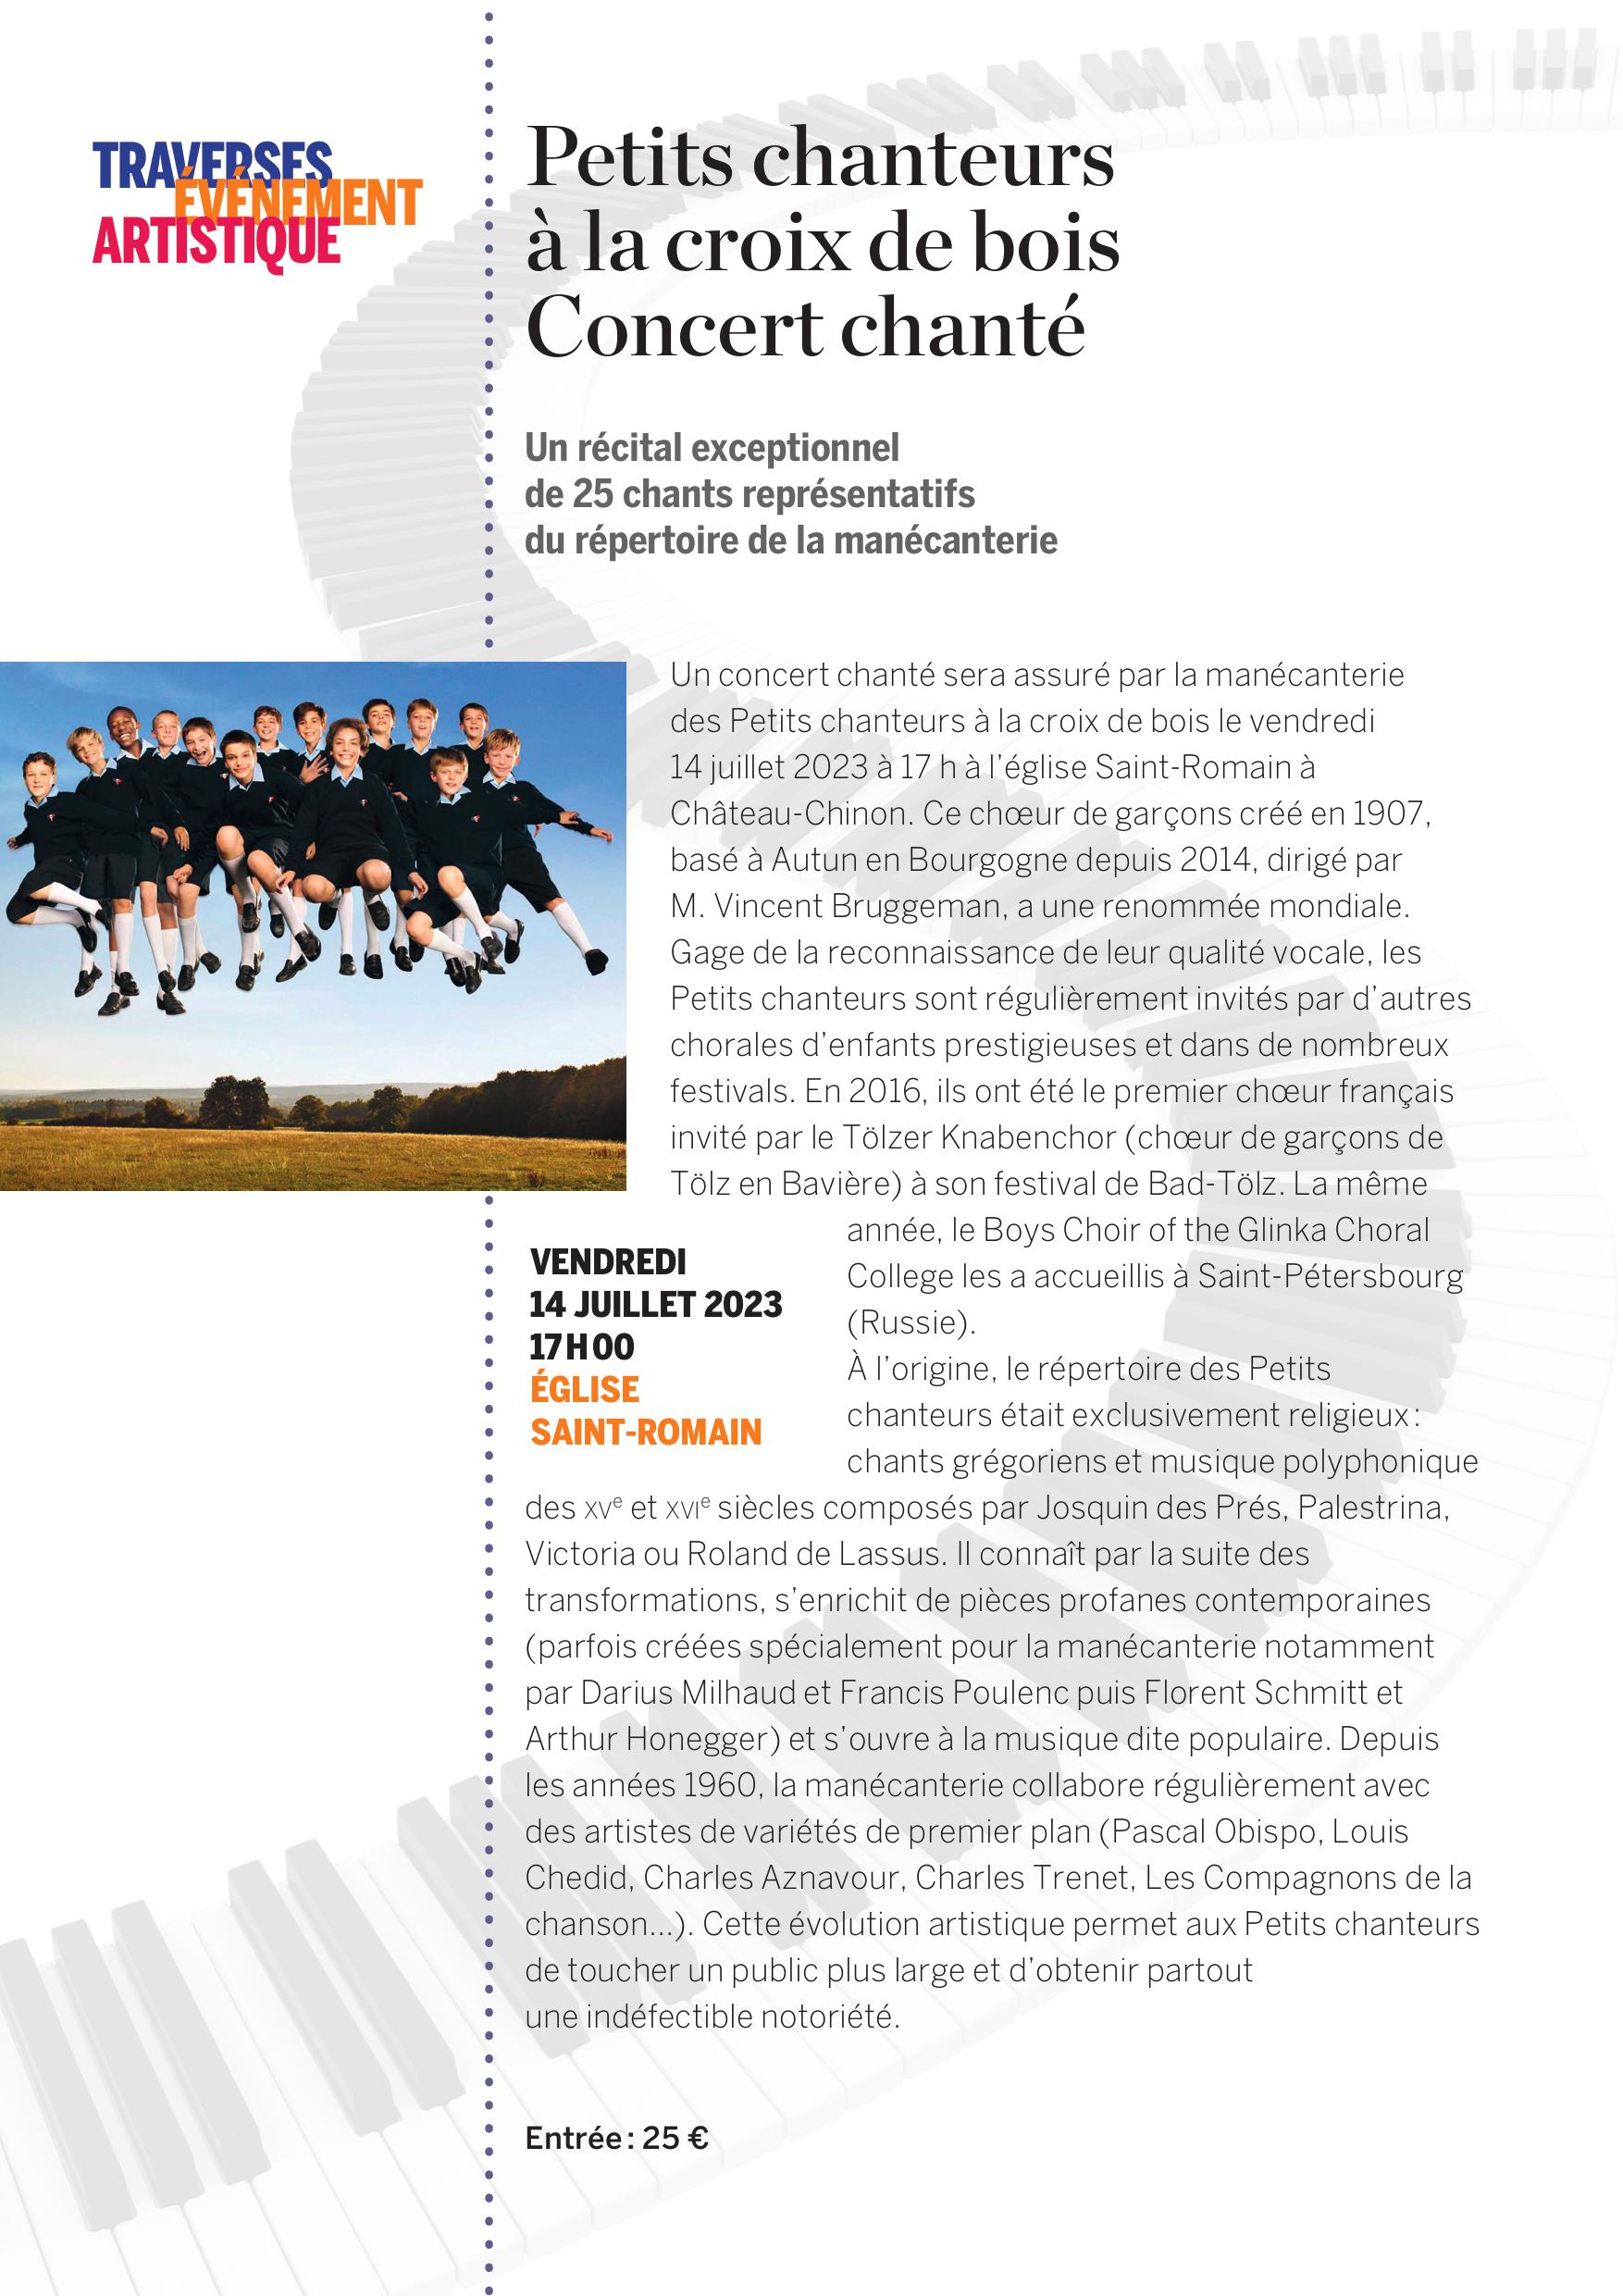 TRAVERSES
ÉVÉNEMENT
ARTISTIQUE
Petits chanteurs
à la croix de bois
Concert chanté
Un récital exceptionnel
de 25 chants représentatifs
du répertoire de la manécanterie
Un concert chanté sera assuré par la manécanterie
des Petits chanteurs à la croix de bois le vendredi
14 juillet 2023 à 17 h à l’église Saint-Romain à
Château-Chinon. Ce chœur de garçons créé en 1907,
basé à Autun en Bourgogne depuis 2014, dirigé par
M. Vincent Bruggeman, a une renommée mondiale.
Gage de la reconnaissance de leur qualité vocale, les
Petits chanteurs sont régulièrement invités par d’autres
chorales d’enfants prestigieuses et dans de nombreux
festivals. En 2016, ils ont été le premier chœur français
invité par le Tölzer Knabenchor (chœur de garçons de
Tölz en Bavière) à son festival de Bad-Tölz. La même
année, le Boys Choir of the Glinka Choral
College les a accueillis à Saint-Pétersbourg
(Russie).
VENDREDI
14 JUILLET 2023
17H00
ÉGLISE
SAINT-ROMAIN
À l’origine, le répertoire des Petits
chanteurs était exclusivement religieux :
chants grégoriens et musique polyphonique
des XVe et XVIe siècles composés par Josquin des Prés, Palestrina,
Victoria ou Roland de Lassus. Il connaît par la suite des
transformations, s’enrichit de pièces profanes contemporaines
(parfois créées spécialement pour la manécanterie notamment
par Darius Milhaud et Francis Poulenc puis Florent Schmitt et
Arthur Honegger) et s’ouvre à la musique dite populaire. Depuis
les années 1960, la manécanterie collabore régulièrement avec
des artistes de variétés de premier plan (Pascal Obispo, Louis
Chedid, Charles Aznavour, Charles Trenet, Les Compagnons de la
chanson...). Cette évolution artistique permet aux Petits chanteurs
de toucher un public plus large et d’obtenir partout
une indéfectible notoriété.
Entrée : 25 €